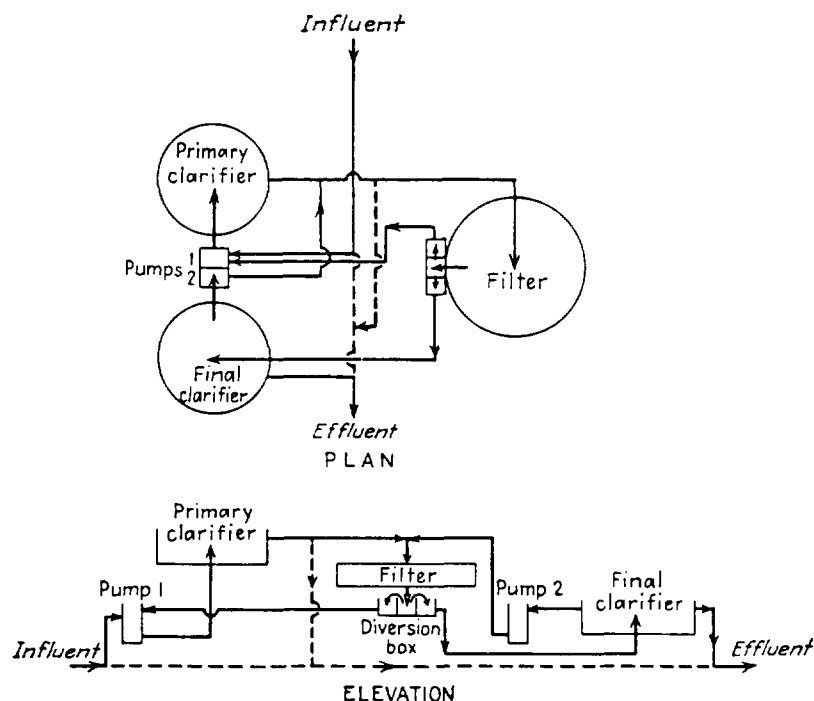 Influent
Primary
clarifier
Pumps
1
2
Filter
Final
clarifier
Effluent
PLAN
Primary
clarifier
Pump 1
Filter
Pump 2
Final
clarifier
Diversion
box
Influent
Effluent
ELEVATION